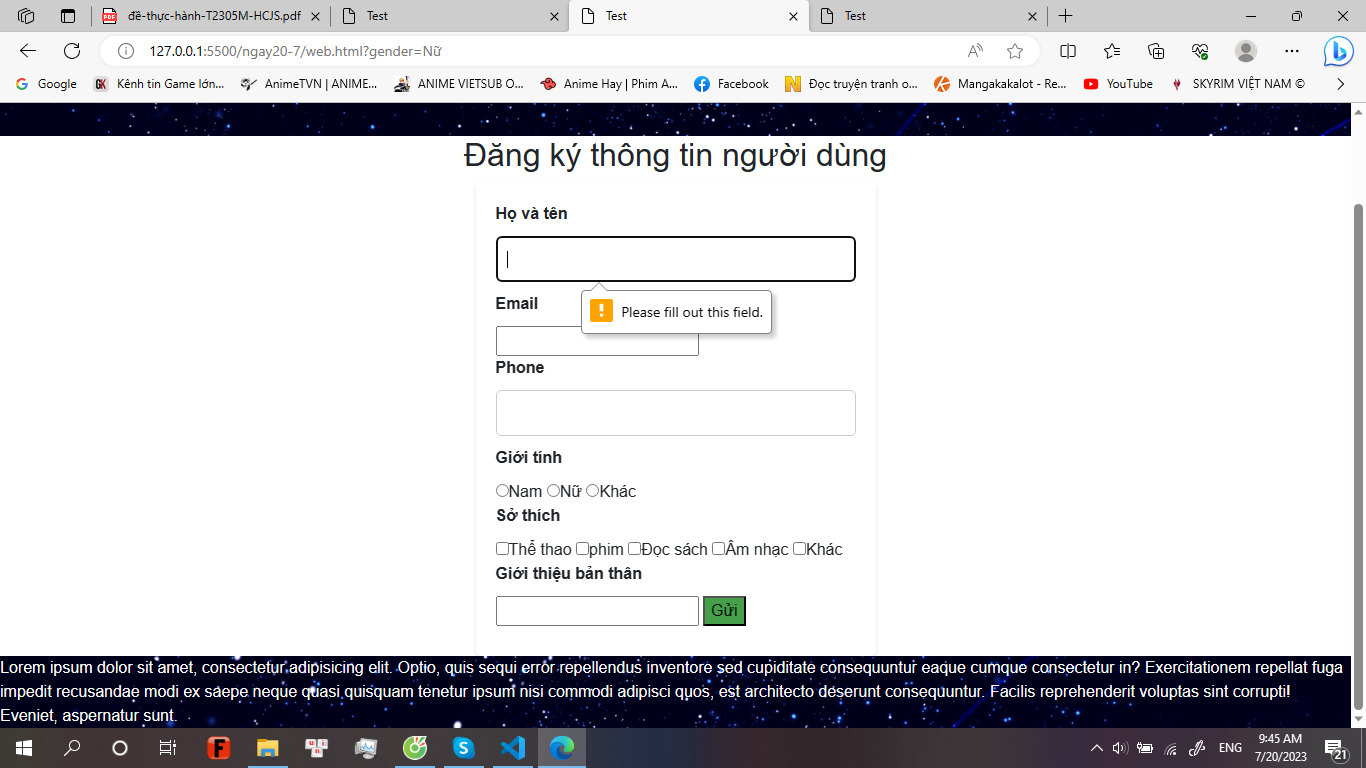 đề-thực-hành-T2305M-HCJS.pdf
Test
Test
Test
127.0.0.1:5500/ngay20-7/web.html?gender=Nữ
Google
Kênh tin Game lớn...
AnimeTVN | ANIME...
ANIME VIETSUB O...
Anime Hay | Phim A...
Facebook
Đọc truyện tranh o...
Mangakakalot - Re...
YouTube
SKYRIM VIỆT NAM ©
Đăng ký thông tin người dùng
Họ và tên
Please fill out this field.
Email
Phone
Giới tính
Nam Nữ Khác
Sở thích
Thể thao phim Đọc sách Âm nhạc Khác
Giới thiệu bản thân
Gửi
Lorem ipsum dolor sit amet, consectetur adipisicing elit. Optio, quis sequi error repellendus inventore sed cupiditate consequuntur eaque cumque consectetur in? Exercitationem repellat fuga
impedit recusandae modi ex saepe neque quasi quisquam tenetur ipsum nisi commodi adipisci quos, est architecto deserunt consequuntur. Facilis reprehenderit voluptas sint corrupti!
Eveniet, aspernatur sunt.
ENG
9:45 AM
7/20/2023
21